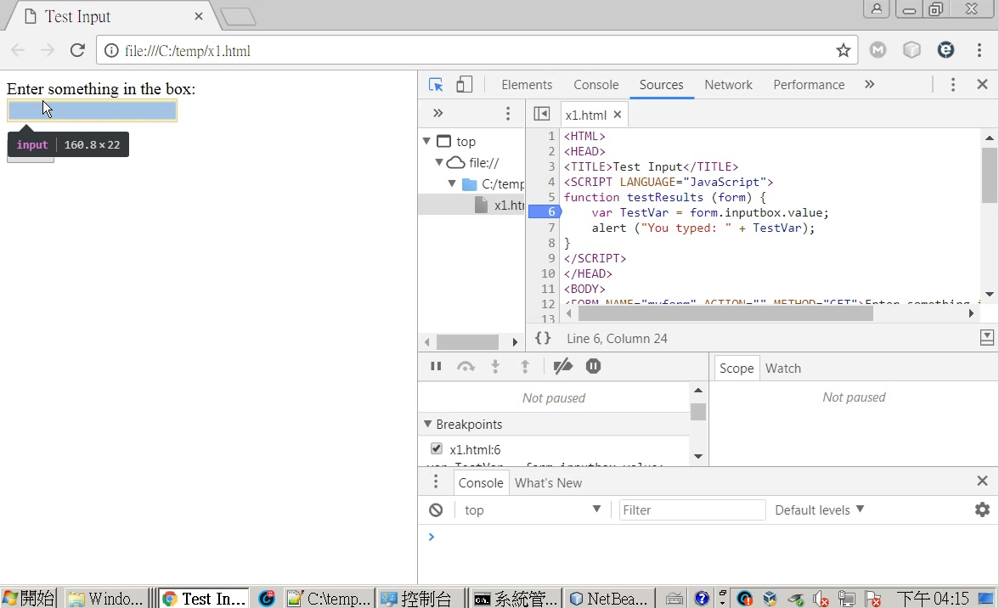 Test Input
file:///C:/temp/x1.html
Enter something in the box:
input 160.8×22
Elements Console Sources Network Performance
x1.html
top
file://
C:/temp
x1.html
1 <HTML>
2 <HEAD>
3 <TITLE>Test Input</TITLE>
4 <SCRIPT LANGUAGE="JavaScript">
5 function testResults (form) {
6 var TestVar = form.inputbox.value;
7 alert ("You typed: " + TestVar);
8 }
9 </SCRIPT>
10 </HEAD>
11 <BODY>
12 <FORM NAME="myform" ACTION="" METHOD="GET">Enter something i
13
{} Line 6, Column 24
Not paused
Breakpoints
x1.html:6
var TestVar = form.inputbox.value;
Scope Watch
Not paused
Console What's New
top Filter Default levels
開始 Windo... Test In... C:\temp... 控制台 系統管... NetBea... 下午 04:15